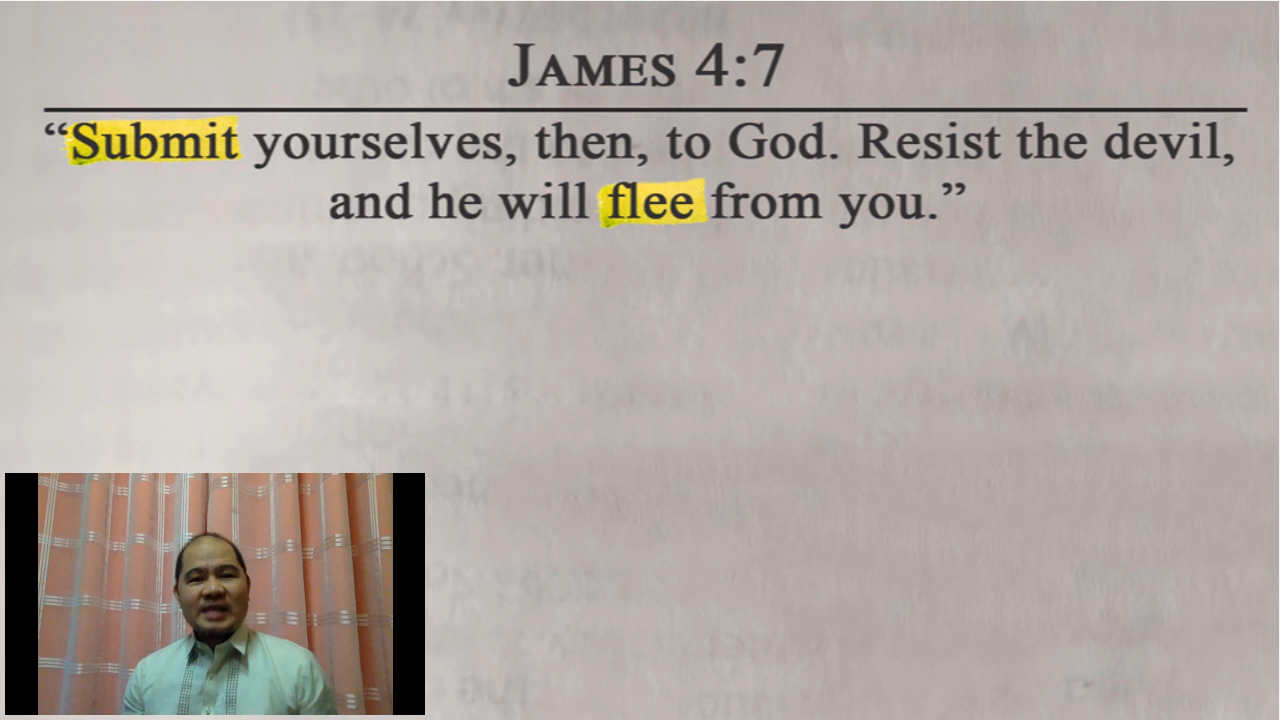 JAMES 4:7
“Submit yourselves, then, to God. Resist the devil,
and he will flee from you.”